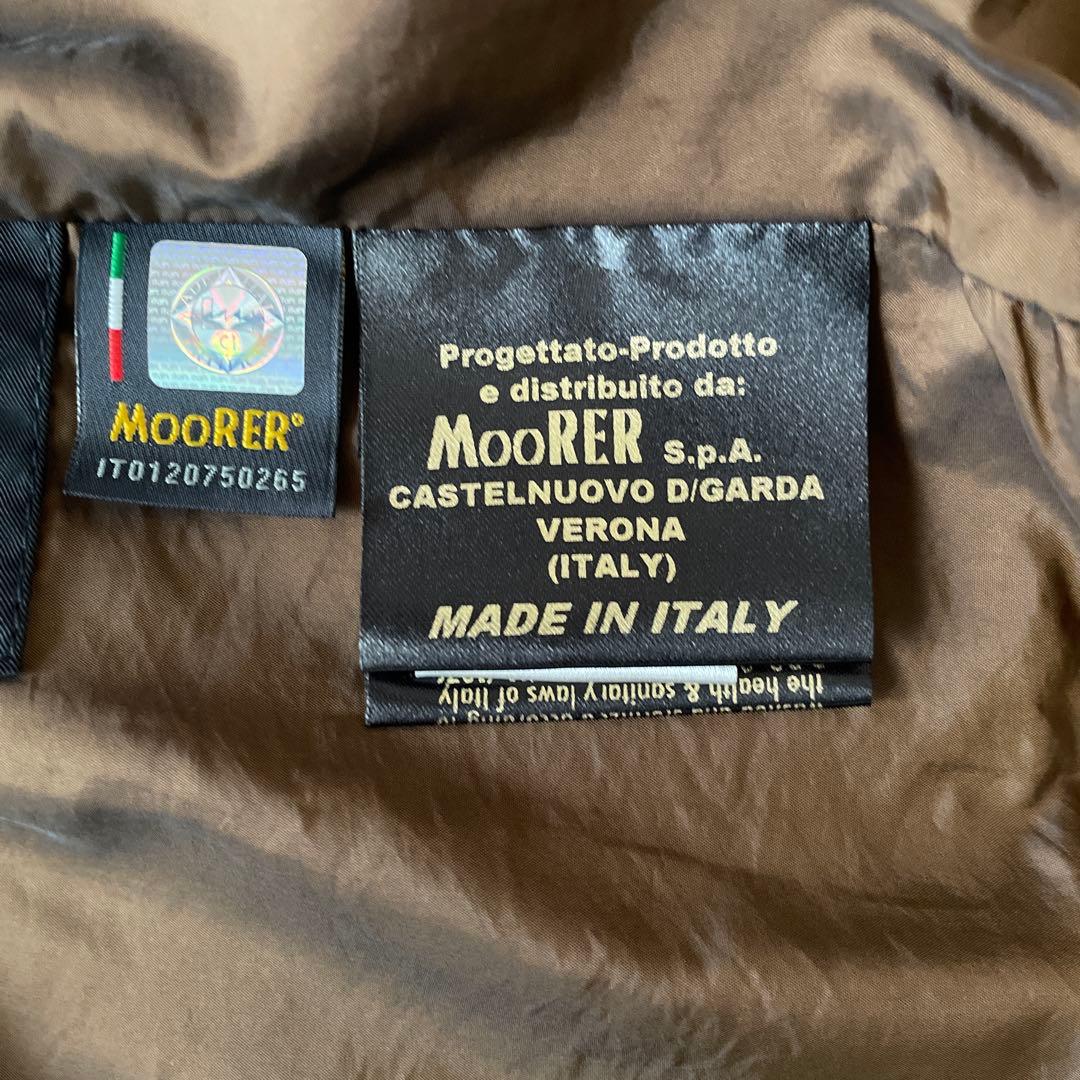 MooRER®
IT0120750265
Progettato-Prodotto
e distribuito da:
MooRER S.p.A.
CASTELNUOVO D/GARDA
VERONA
(ITALY)
MADE IN ITALY
the health & sanitary laws of Italy